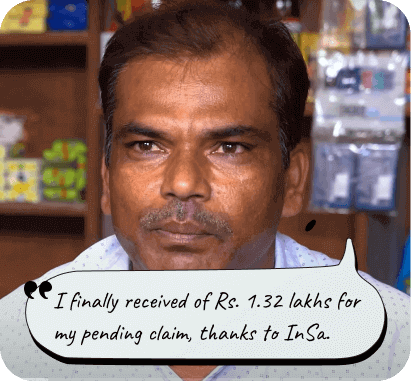 I finally received of Rs. 1.32 lakhs for
my pending claim, thanks to InSa.